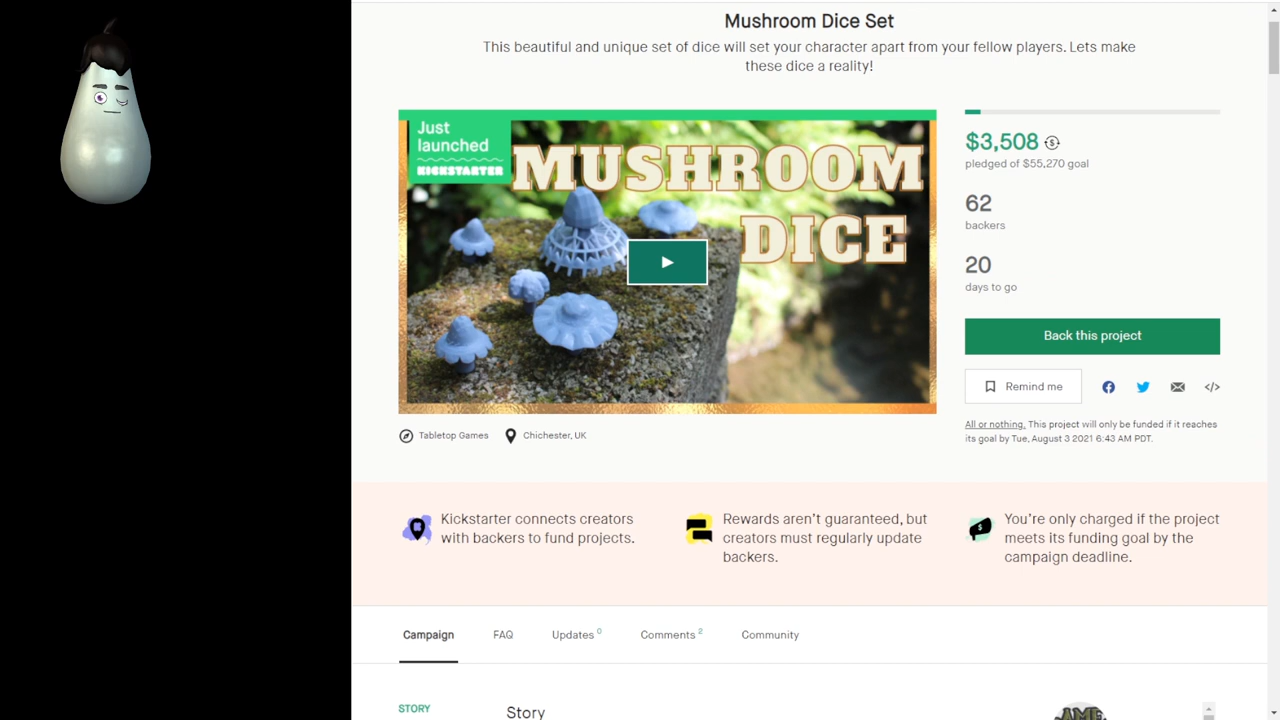 Mushroom Dice Set
This beautiful and unique set of dice will set your character apart from your fellow players. Lets make
these dice a reality!
Just
launched
KICKSTARTER
MUSHROOM
DICE
$3,508
pledged of $55,270 goal
62
backers
20
days to go
Back this project
Remind me
All or nothing. This project will only be funded if it reaches
its goal by Tue, August 3 2021 6:43 AM PDT.
Tabletop Games
Chichester, UK
Kickstarter connects creators
with backers to fund projects.
Rewards aren't guaranteed, but
creators must regularly update
backers.
You're only charged if the project
meets its funding goal by the
campaign deadline.
Campaign FAQ Updates 0 Comments 2 Community
STORY
Story